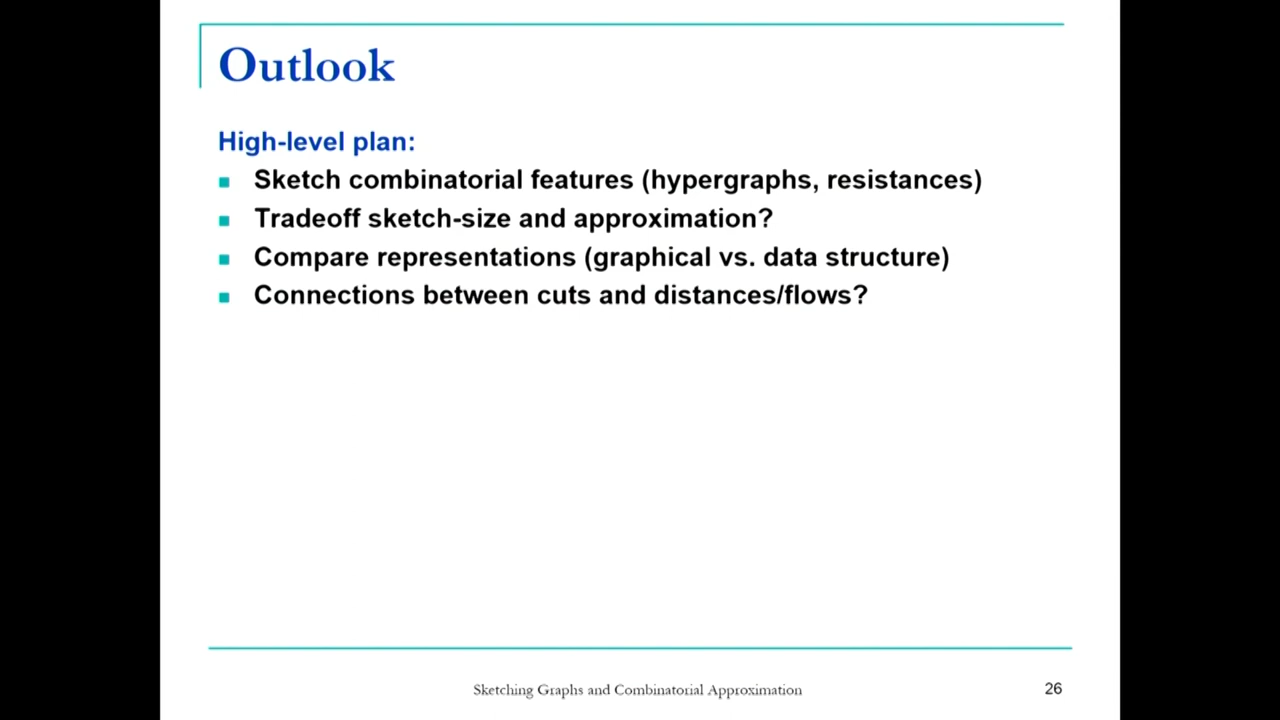 Outlook
High-level plan:
Sketch combinatorial features (hypergraphs, resistances)
Tradeoff sketch-size and approximation?
Compare representations (graphical vs. data structure)
Connections between cuts and distances/flows?
Sketching Graphs and Combinatorial Approximation
26